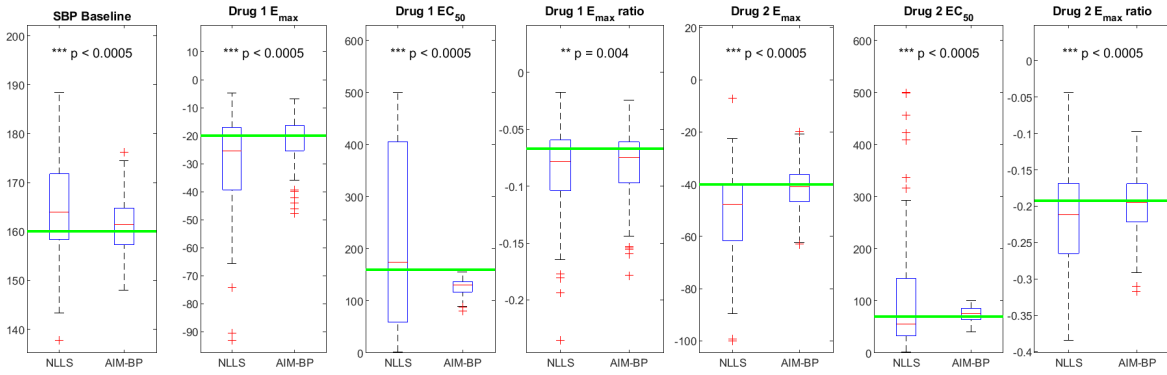 SBP Baseline
*** p < 0.0005
200
190
180
170
160
150
140
NLLS
AIM-BP
Drug 1 Emax
*** p < 0.0005
10
0
-10
-20
-30
-40
-50
-60
-70
-80
-90
NLLS
AIM-BP
Drug 1 EC50
*** p < 0.0005
600
500
400
300
200
100
0
NLLS
AIM-BP
Drug 1 Emax ratio
** p = 0.004
0
-0.05
-0.1
-0.15
-0.2
NLLS
AIM-BP
Drug 2 Emax
*** p < 0.0005
0
-20
-40
-60
-80
-100
NLLS
AIM-BP
Drug 2 EC50
*** p < 0.0005
600
500
400
300
200
100
0
NLLS
AIM-BP
Drug 2 Emax ratio
*** p < 0.0005
0
-0.05
-0.1
-0.15
-0.2
-0.25
-0.3
-0.35
-0.4
NLLS
AIM-BP